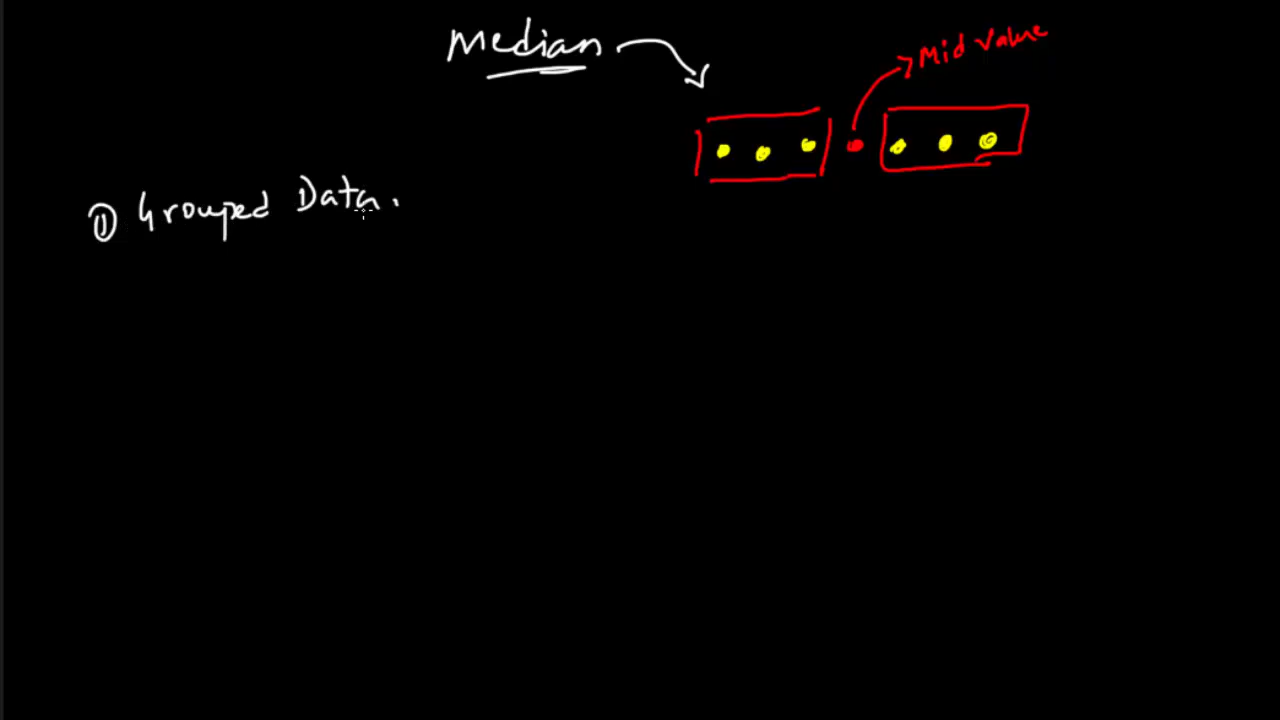 Median
Mid Value
① Grouped Data.